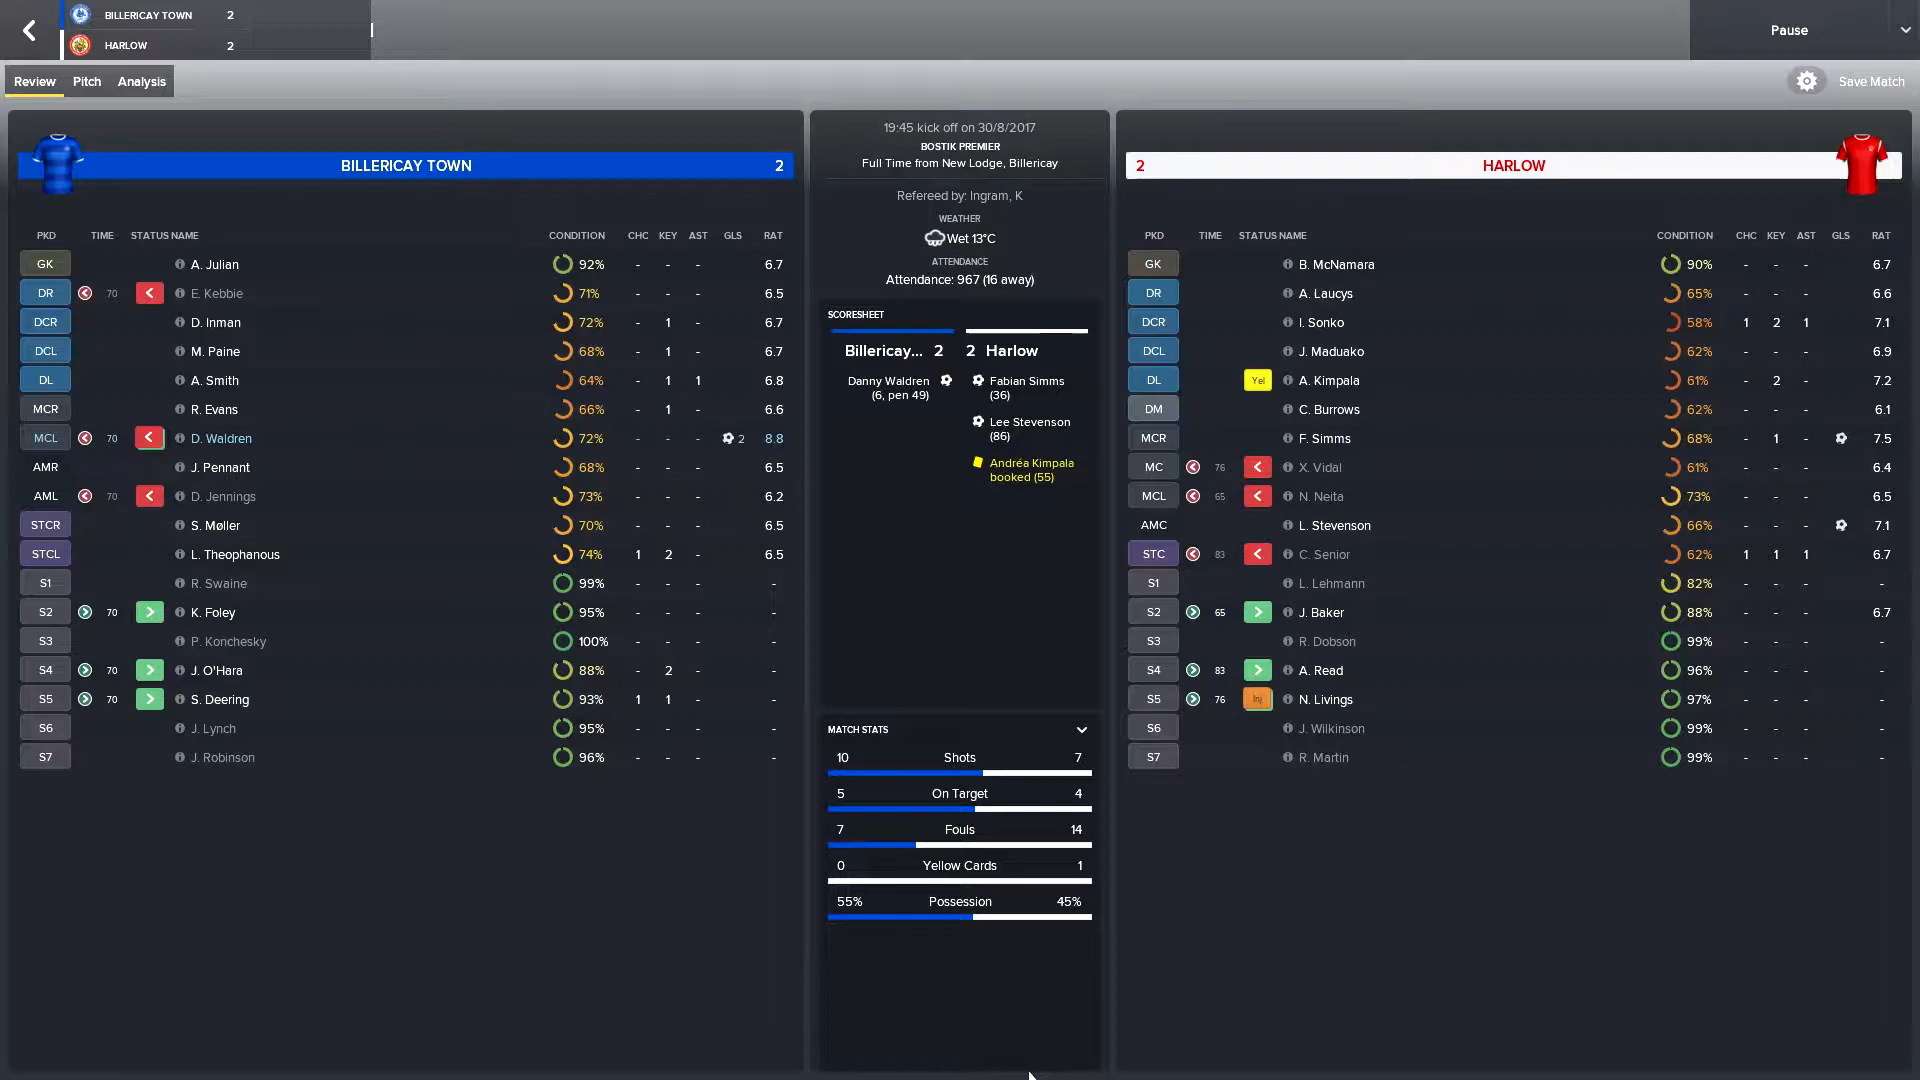 BILLERICAY TOWN 2
HARLOW 2
Pause
Review Pitch Analysis
Save Match
BILLERICAY TOWN 2
PKD TIME STATUS NAME CONDITION CHC KEY AST GLS RAT
GK A. Julian 92% - - - 6.7
DR 70 E. Kebbie 71% - - - 6.5
DCR D. Inman 72% - 1 - 6.7
DCL M. Paine 68% - 1 - 6.7
DL A. Smith 64% - 1 1 6.8
MCR R. Evans 66% - 1 - 6.6
MCL 70 D. Waldren 72% - - - 2 8.8
AMR J. Pennant 68% - - - 6.5
AML 70 D. Jennings 73% - - - 6.2
STCR S. Møller 70% - - - 6.5
STCL L. Theophanous 74% 1 2 - 6.5
S1 R. Swaine 99% - - - -
S2 70 K. Foley 95% - - - -
S3 P. Konchesky 100% - - - -
S4 70 J. O'Hara 88% - 2 - -
S5 70 S. Deering 93% 1 1 - -
S6 J. Lynch 95% - - - -
S7 J. Robinson 96% - - - -
19:45 kick off on 30/8/2017
BOSTIK PREMIER
Full Time from New Lodge, Billericay
Refereed by: Ingram, K
WEATHER
Wet 13°C
ATTENDANCE
Attendance: 967 (16 away)
SCORESHEET
Billericay... 2 2 Harlow
Danny Waldren
(6, pen 49)
Fabian Simms
(36)
Lee Stevenson
(86)
Andréa Kimpala
booked (55)
MATCH STATS
10 Shots 7
5 On Target 4
7 Fouls 14
0 Yellow Cards 1
55% Possession 45%
2 HARLOW
PKD TIME STATUS NAME CONDITION CHC KEY AST GLS RAT
GK B. McNamara 90% - - - 6.7
DR A. Laucys 65% - - - 6.6
DCR I. Sonko 58% 1 2 1 7.1
DCL J. Maduako 62% - - - 6.9
DL Yel A. Kimpala 61% - 2 - 7.2
DM C. Burrows 62% - - - 6.1
MCR F. Simms 68% - 1 - 7.5
MC 76 X. Vidal 61% - - - 6.4
MCL 65 N. Neita 73% - - - 6.5
AMC L. Stevenson 66% - - - 7.1
STC 83 C. Senior 62% 1 1 1 6.7
S1 L. Lehmann 82% - - - -
S2 65 J. Baker 88% - - - 6.7
S3 R. Dobson 99% - - - -
S4 83 A. Read 96% - - - -
S5 76 Inj N. Livings 97% - - - -
S6 J. Wilkinson 99% - - - -
S7 R. Martin 99% - - - -